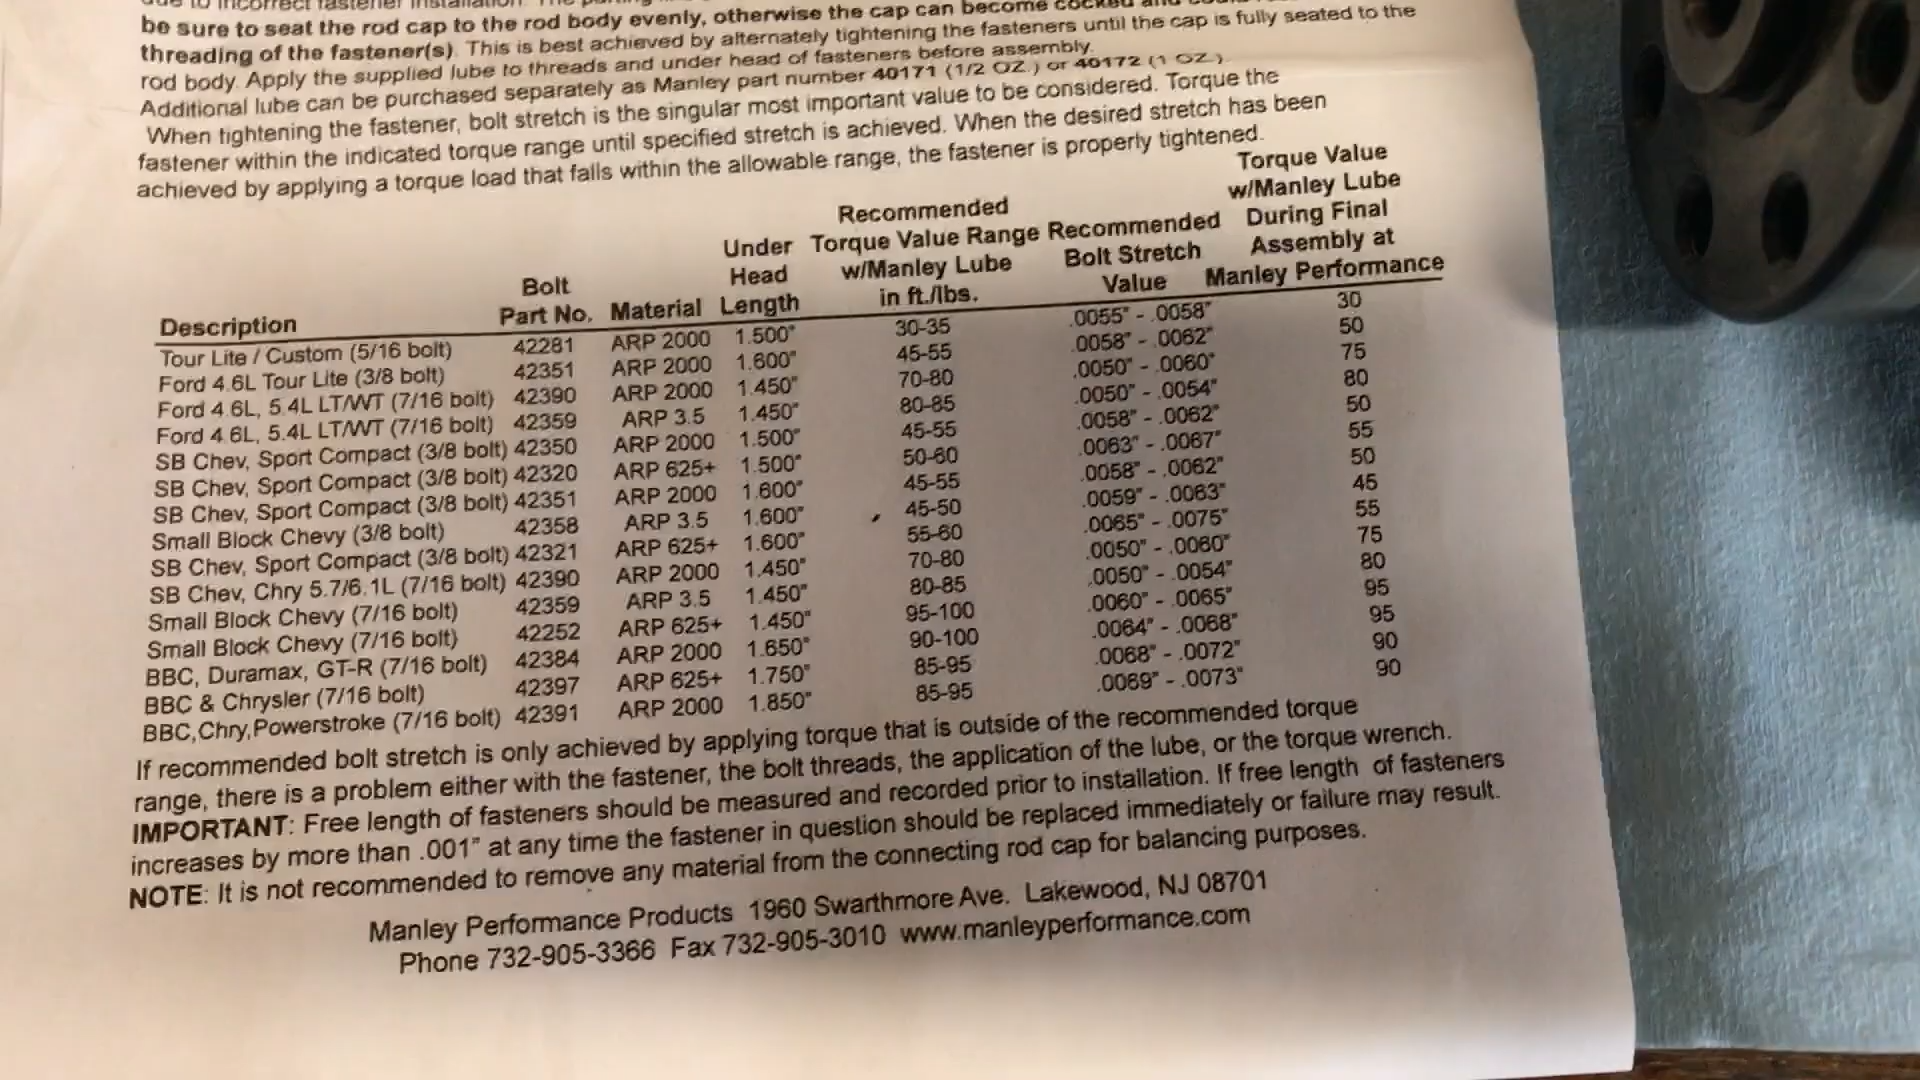 due to incorrect fastener installation. The parting
be sure to seat the rod cap to the rod body evenly, otherwise the cap can become cocked and
threading of the fastener(s). This is best achieved by alternately tightening the fasteners until the cap is fully seated to the
rod body. Apply the supplied lube to threads and under head of fasteners before assembly.
Additional lube can be purchased separately as Manley part number 40171 (1/2 OZ.) or 40172 (1 OZ.).
When tightening the fastener, bolt stretch is the singular most important value to be considered. Torque the
fastener within the indicated torque range until specified stretch is achieved. When the desired stretch has been
achieved by applying a torque load that falls within the allowable range, the fastener is properly tightened.
Torque Value
Recommended w/Manley Lube
Under Torque Value Range Recommended During Final
Bolt Head w/Manley Lube Bolt Stretch Assembly at
Description Part No. Material Length in ft./lbs. Value Manley Performance
Tour Lite / Custom (5/16 bolt) 42281 ARP 2000 1.500" 30-35 .0055" - .0058" 30
Ford 4.6L Tour Lite (3/8 bolt) 42351 ARP 2000 1.600" 45-55 .0058" - .0062" 50
Ford 4.6L, 5.4L LT/WT (7/16 bolt) 42390 ARP 2000 1.450" 70-80 .0050" - .0060" 75
Ford 4.6L, 5.4L LT/WT (7/16 bolt) 42359 ARP 3.5 1.450" 80-85 .0050" - .0054" 80
SB Chev, Sport Compact (3/8 bolt) 42350 ARP 2000 1.500" 45-55 .0058" - .0062" 50
SB Chev, Sport Compact (3/8 bolt) 42320 ARP 625+ 1.500" 50-60 .0063" - .0067" 55
SB Chev, Sport Compact (3/8 bolt) 42351 ARP 2000 1.600" 45-55 .0058" - .0062" 50
Small Block Chevy (3/8 bolt) 42358 ARP 3.5 1.600" 45-50 .0059" - .0063" 45
SB Chev, Sport Compact (3/8 bolt) 42321 ARP 625+ 1.600" 55-60 .0065" - .0075" 55
SB Chev, Chry 5.7/6.1L (7/16 bolt) 42390 ARP 2000 1.450" 70-80 .0050" - .0060" 75
Small Block Chevy (7/16 bolt) 42359 ARP 3.5 1.450" 80-85 .0050" - .0054" 80
Small Block Chevy (7/16 bolt) 42252 ARP 625+ 1.450" 95-100 .0060" - .0065" 95
BBC, Duramax, GT-R (7/16 bolt) 42384 ARP 2000 1.650" 90-100 .0064" - .0068" 95
BBC & Chrysler (7/16 bolt) 42397 ARP 625+ 1.750" 85-95 .0068" - .0072" 90
BBC,Chry,Powerstroke (7/16 bolt) 42391 ARP 2000 1.850" 85-95 .0069" - .0073" 90
If recommended bolt stretch is only achieved by applying torque that is outside of the recommended torque
range, there is a problem either with the fastener, the bolt threads, the application of the lube, or the torque wrench.
IMPORTANT: Free length of fasteners should be measured and recorded prior to installation. If free length of fasteners
increases by more than .001" at any time the fastener in question should be replaced immediately or failure may result.
NOTE: It is not recommended to remove any material from the connecting rod cap for balancing purposes.
Manley Performance Products 1960 Swarthmore Ave. Lakewood, NJ 08701
Phone 732-905-3366 Fax 732-905-3010 www.manleyperformance.com